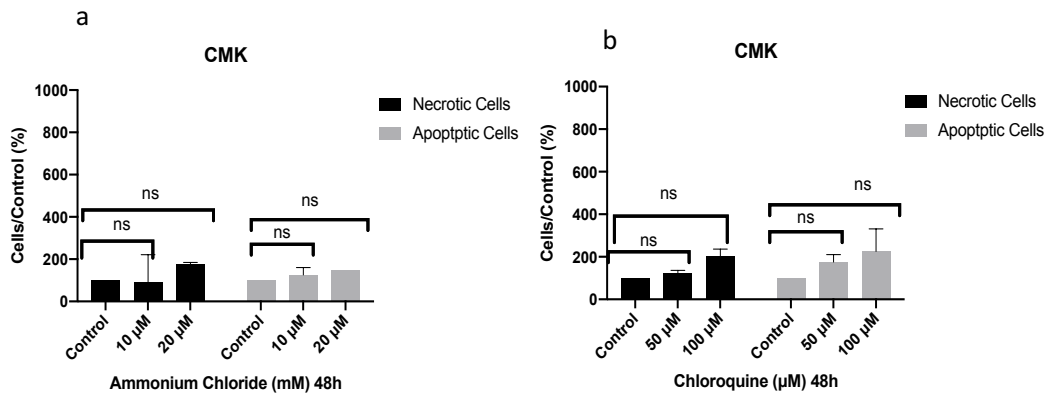 a
CMK
1000
800
600
400
200
0
Cells/Control (%)
ns
ns
ns
ns
Control
10 µM
20 µM
Control
10 µM
20 µM
Ammonium Chloride (mM) 48h
Necrotic Cells
Apoptptic Cells
b
CMK
1000
800
600
400
200
0
Cells/Control (%)
ns
ns
ns
ns
Control
50 µM
100 µM
Control
50 µM
100 µM
Chloroquine (µM) 48h
Necrotic Cells
Apoptptic Cells